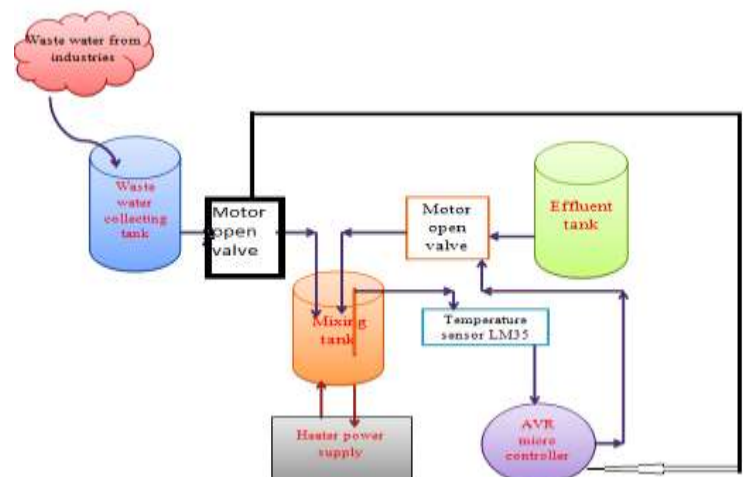 Waste water from
industries
Waste
water
collecting
tank
Motor
open
valve
Motor
open
valve
Effluent
tank
Mixing
tank
Temperature
sensor LM35
Heater power
supply
AVR
micro
controller